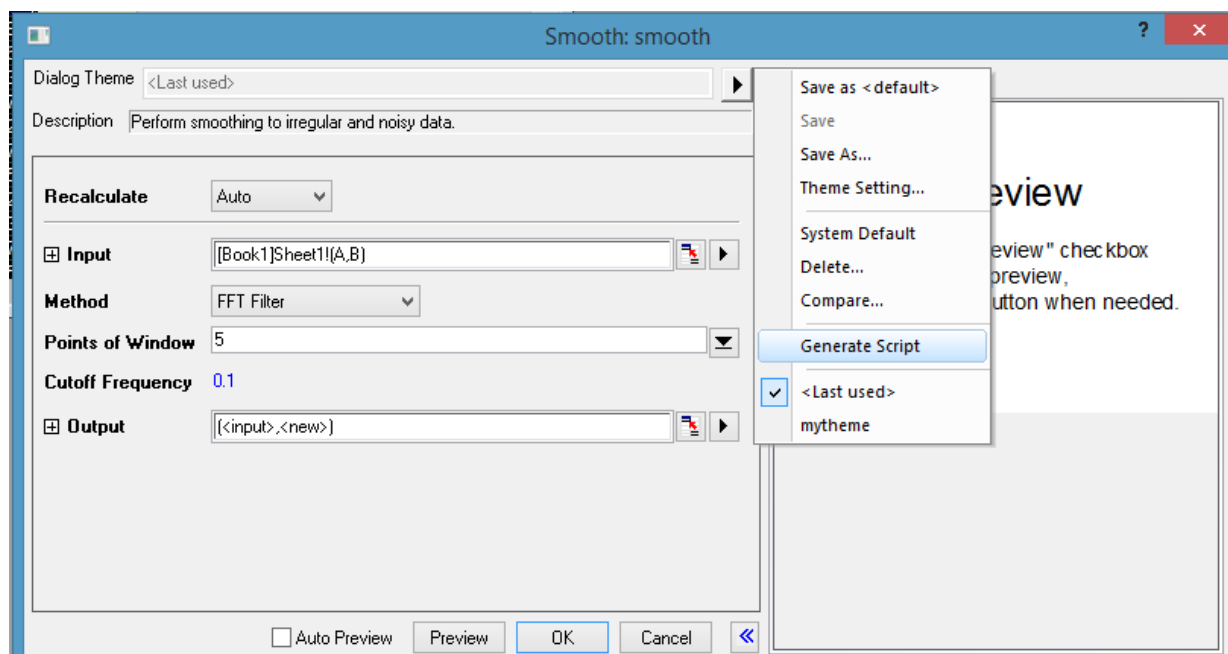 Smooth: smooth
?
Dialog Theme <Last used>
Description Perform smoothing to irregular and noisy data.
Recalculate Auto
Input [Book1]Sheet1!(A,B)
Method FFT Filter
Points of Window 5
Cutoff Frequency 0.1
Output (<input>,<new>)
Auto Preview Preview OK Cancel
Save as <default>
Save
Save As...
Theme Setting...
System Default
Delete...
Compare...
Generate Script
<Last used>
mytheme
eview
eview" checkbox
preview,
utton when needed.